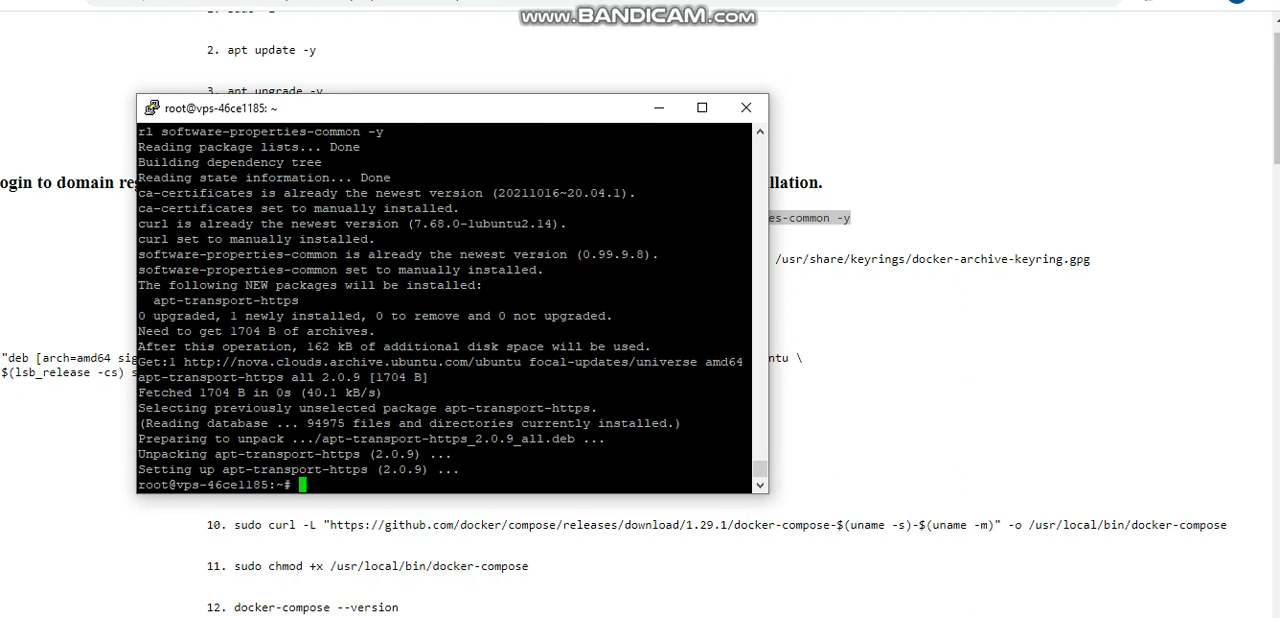 www.BANDICAM.com
2. apt update -y
3. apt upgrade -y
root@vps-46ce1185: ~
rl software-properties-common -y
Reading package lists... Done
Building dependency tree
Reading state information... Done
ca-certificates is already the newest version (20211016~20.04.1).
ca-certificates set to manually installed.
curl is already the newest version (7.68.0-1ubuntu2.14).
curl set to manually installed.
software-properties-common is already the newest version (0.99.9.8).
software-properties-common set to manually installed.
The following NEW packages will be installed:
apt-transport-https
0 upgraded, 1 newly installed, 0 to remove and 0 not upgraded.
Need to get 1704 B of archives.
After this operation, 162 kB of additional disk space will be used.
Get:1 http://nova.clouds.archive.ubuntu.com/ubuntu focal-updates/universe amd64
apt-transport-https all 2.0.9 [1704 B]
Fetched 1704 B in 0s (40.1 kB/s)
Selecting previously unselected package apt-transport-https.
(Reading database ... 94975 files and directories currently installed.)
Preparing to unpack .../apt-transport-https_2.0.9_all.deb ...
Unpacking apt-transport-https (2.0.9) ...
Setting up apt-transport-https (2.0.9) ...
root@vps-46ce1185:~#
ogin to domain re
llation.
es-common -y
/usr/share/keyrings/docker-archive-keyring.gpg
"deb [arch=amd64 sig
ntu \
$(lsb_release -cs) s
10. sudo curl -L "https://github.com/docker/compose/releases/download/1.29.1/docker-compose-$(uname -s)-$(uname -m)" -o /usr/local/bin/docker-compose
11. sudo chmod +x /usr/local/bin/docker-compose
12. docker-compose --version